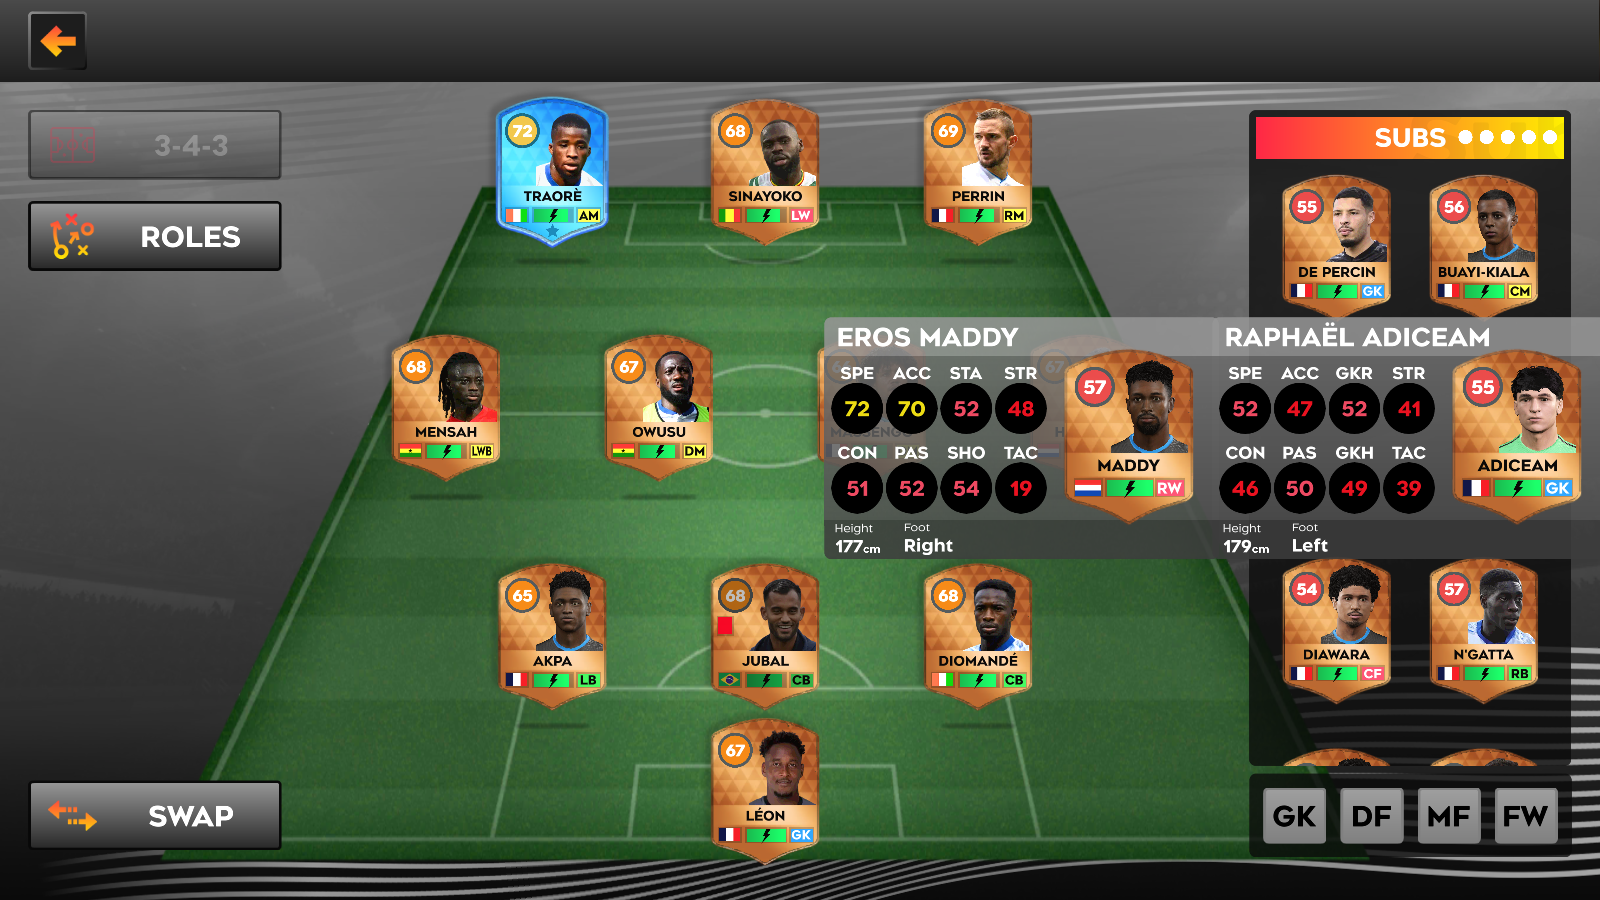 3-4-3
ROLES
SWAP
72
TRAORÈ
AM
68
SINAYOKO
LW
69
PERRIN
RM
68
MENSAH
LWB
67
OWUSU
DM
67
65
AKPA
LB
68
JUBAL
CB
68
DIOMANDÉ
CB
67
LÉON
GK
SUBS
55
DE PERCIN
GK
56
BUAYI-KIALA
CM
EROS MADDY
SPE ACC STA STR
72 70 52 48
CON PAS SHO TAC
51 52 54 19
Height Foot
177cm Right
57
MADDY
RW
RAPHAËL ADICEAM
SPE ACC GKR STR
52 47 52 41
CON PAS GKH TAC
46 50 49 39
Height Foot
179cm Left
55
ADICEAM
GK
54
DIAWARA
CF
57
N'GATTA
RB
GK DF MF FW